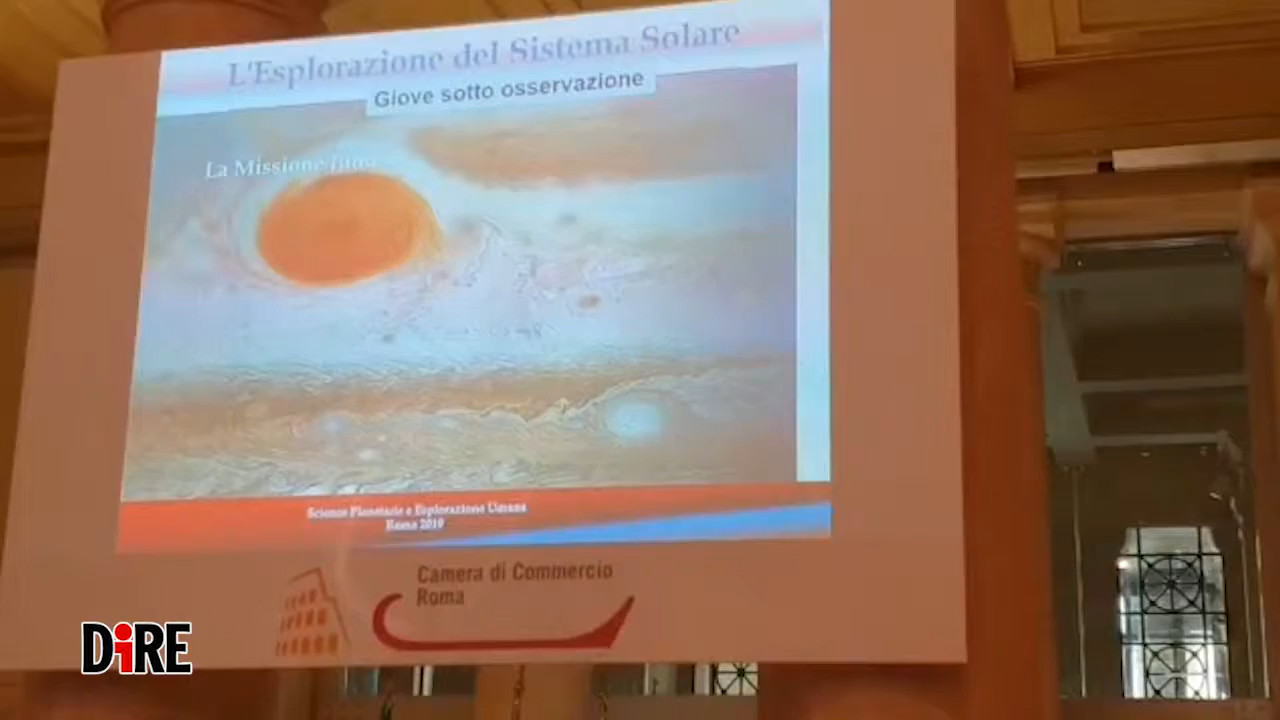 L'Esplorazione del Sistema Solare
Giove sotto osservazione
La Missione Juno
Scienze Planetarie e Esplorazione Umana
Roma 2019
Camera di Commercio
Roma
DiRE